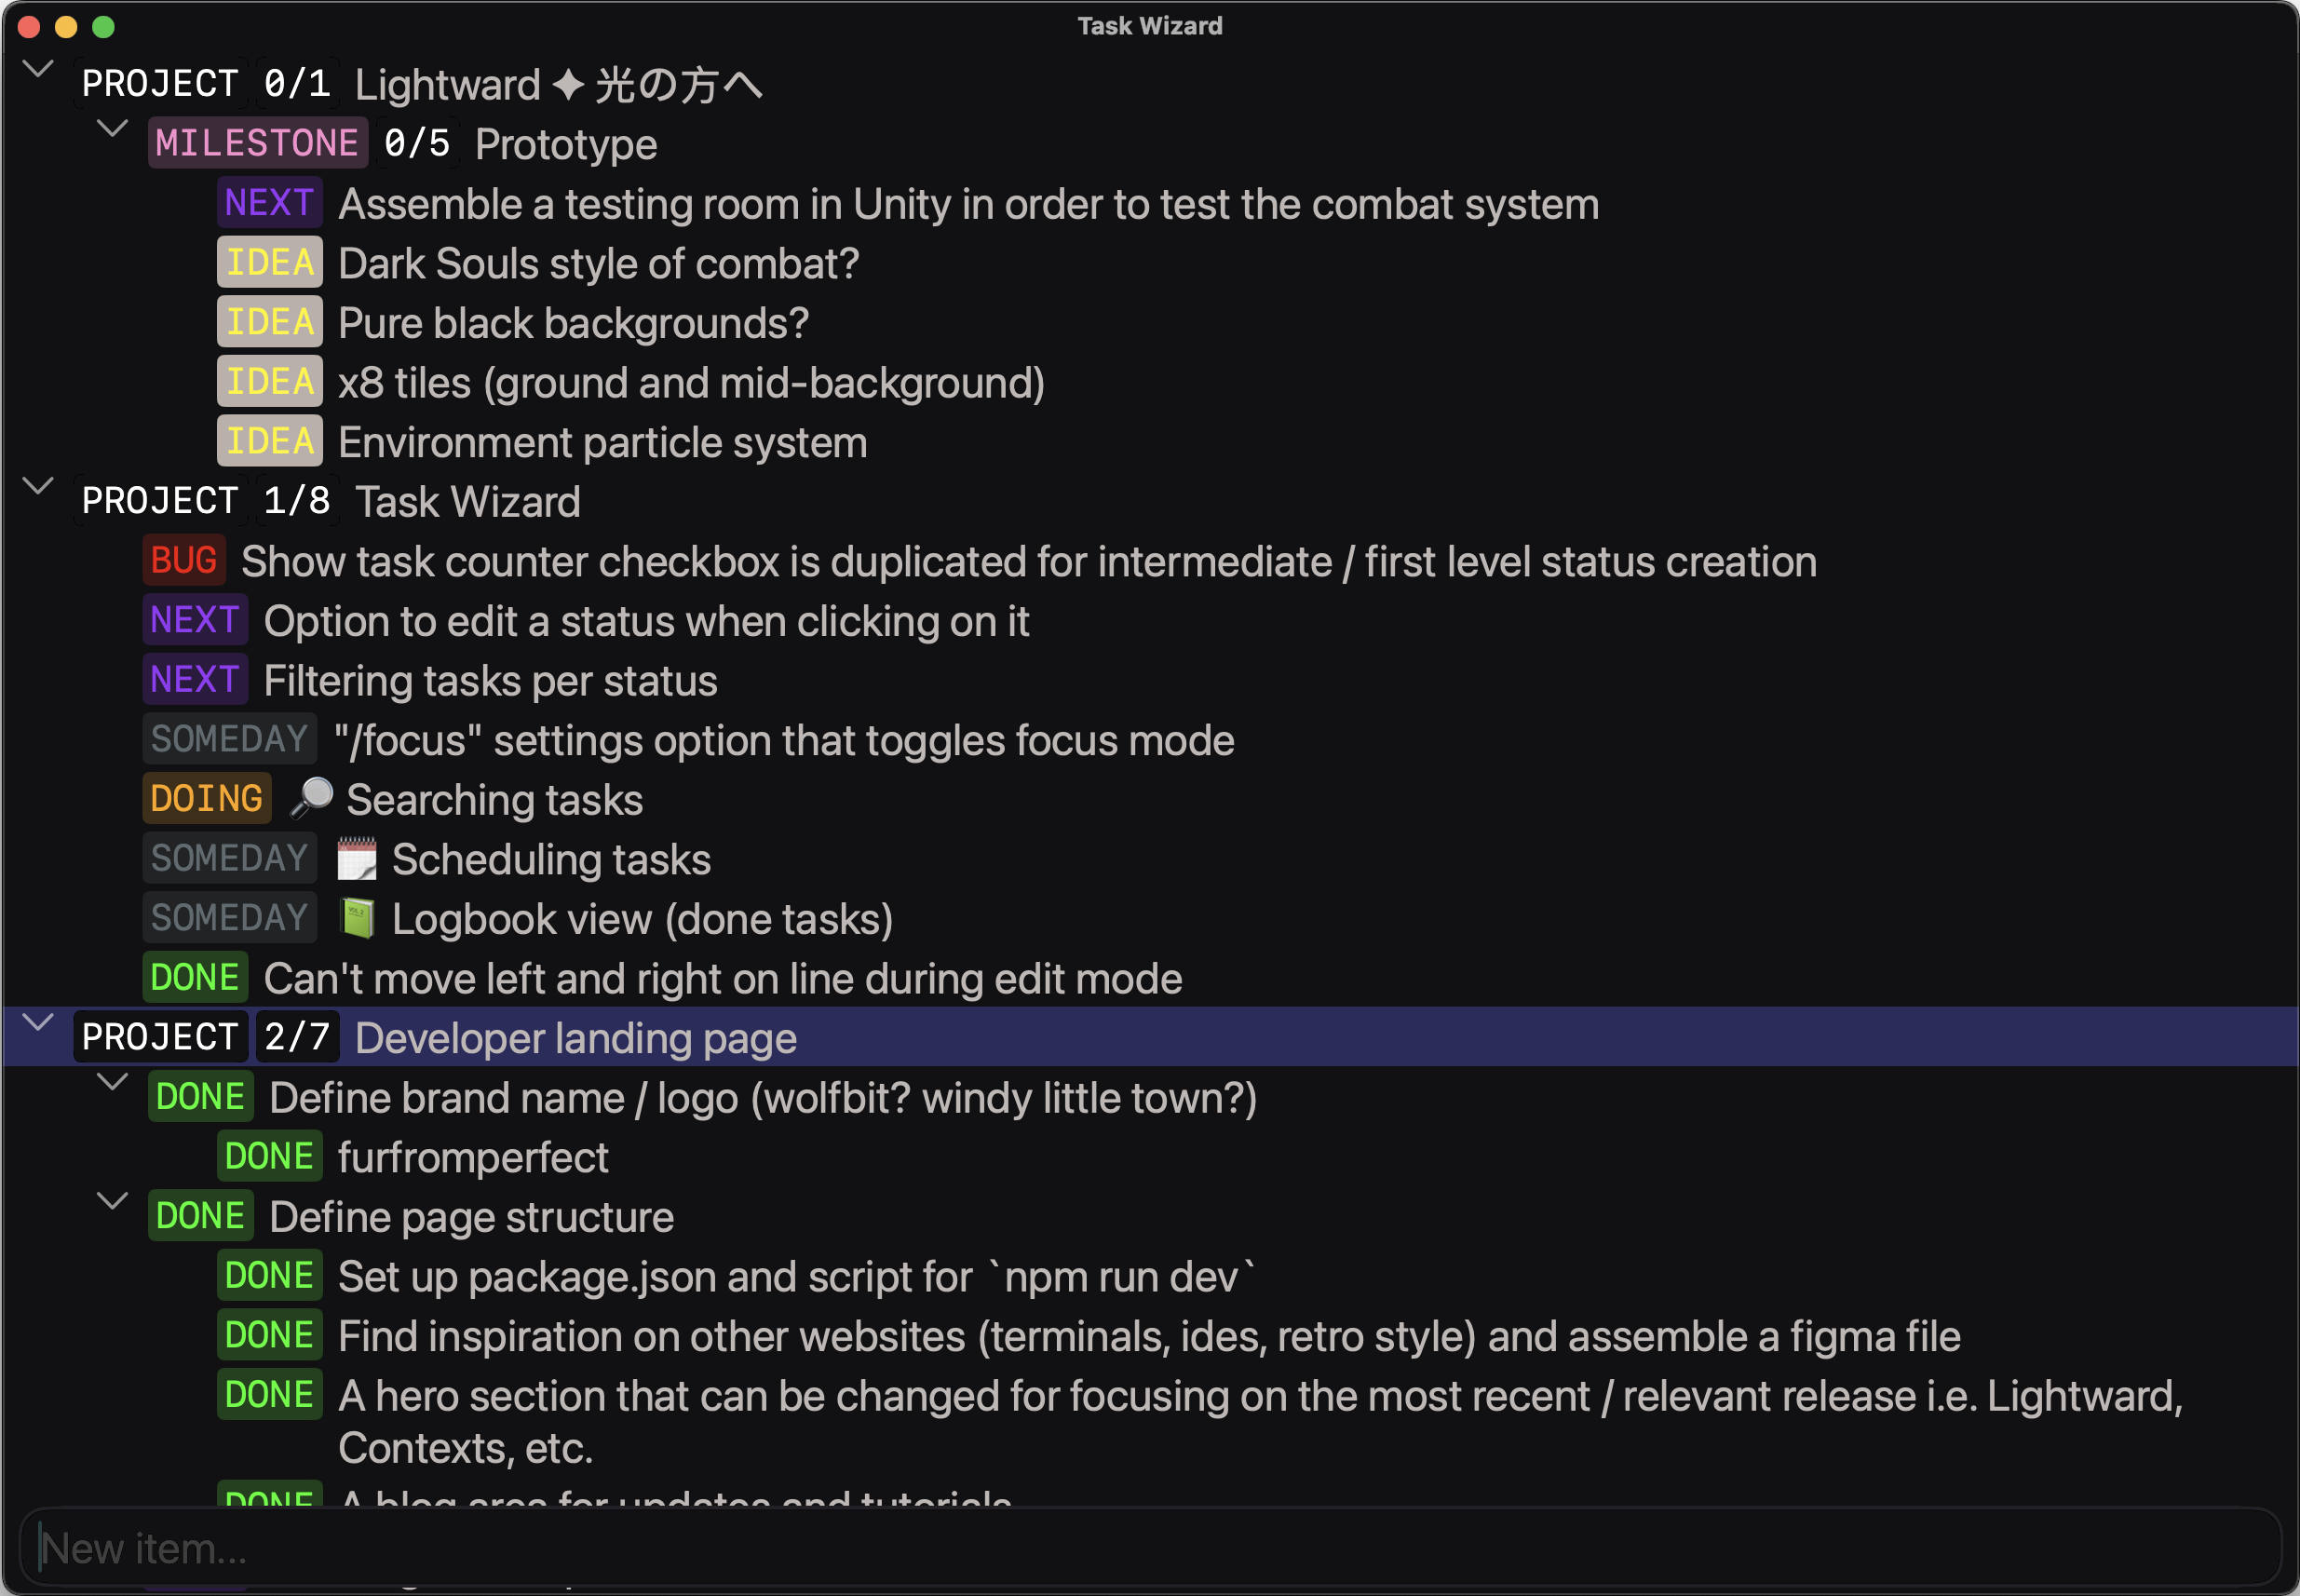 Task Wizard
PROJECT 0/1 Lightward ✦ 光の方へ
MILESTONE 0/5 Prototype
NEXT Assemble a testing room in Unity in order to test the combat system
IDEA Dark Souls style of combat?
IDEA Pure black backgrounds?
IDEA x8 tiles (ground and mid-background)
IDEA Environment particle system
PROJECT 1/8 Task Wizard
BUG Show task counter checkbox is duplicated for intermediate / first level status creation
NEXT Option to edit a status when clicking on it
NEXT Filtering tasks per status
SOMEDAY "/focus" settings option that toggles focus mode
DOING 🔎 Searching tasks
SOMEDAY 🗓 Scheduling tasks
SOMEDAY 📗 Logbook view (done tasks)
DONE Can't move left and right on line during edit mode
PROJECT 2/7 Developer landing page
DONE Define brand name / logo (wolfbit? windy little town?)
DONE furfromperfect
DONE Define page structure
DONE Set up package.json and script for `npm run dev`
DONE Find inspiration on other websites (terminals, ides, retro style) and assemble a figma file
DONE A hero section that can be changed for focusing on the most recent / relevant release i.e. Lightward,
Contexts, etc.
DONE A blog area for updates and tutorials
New item...